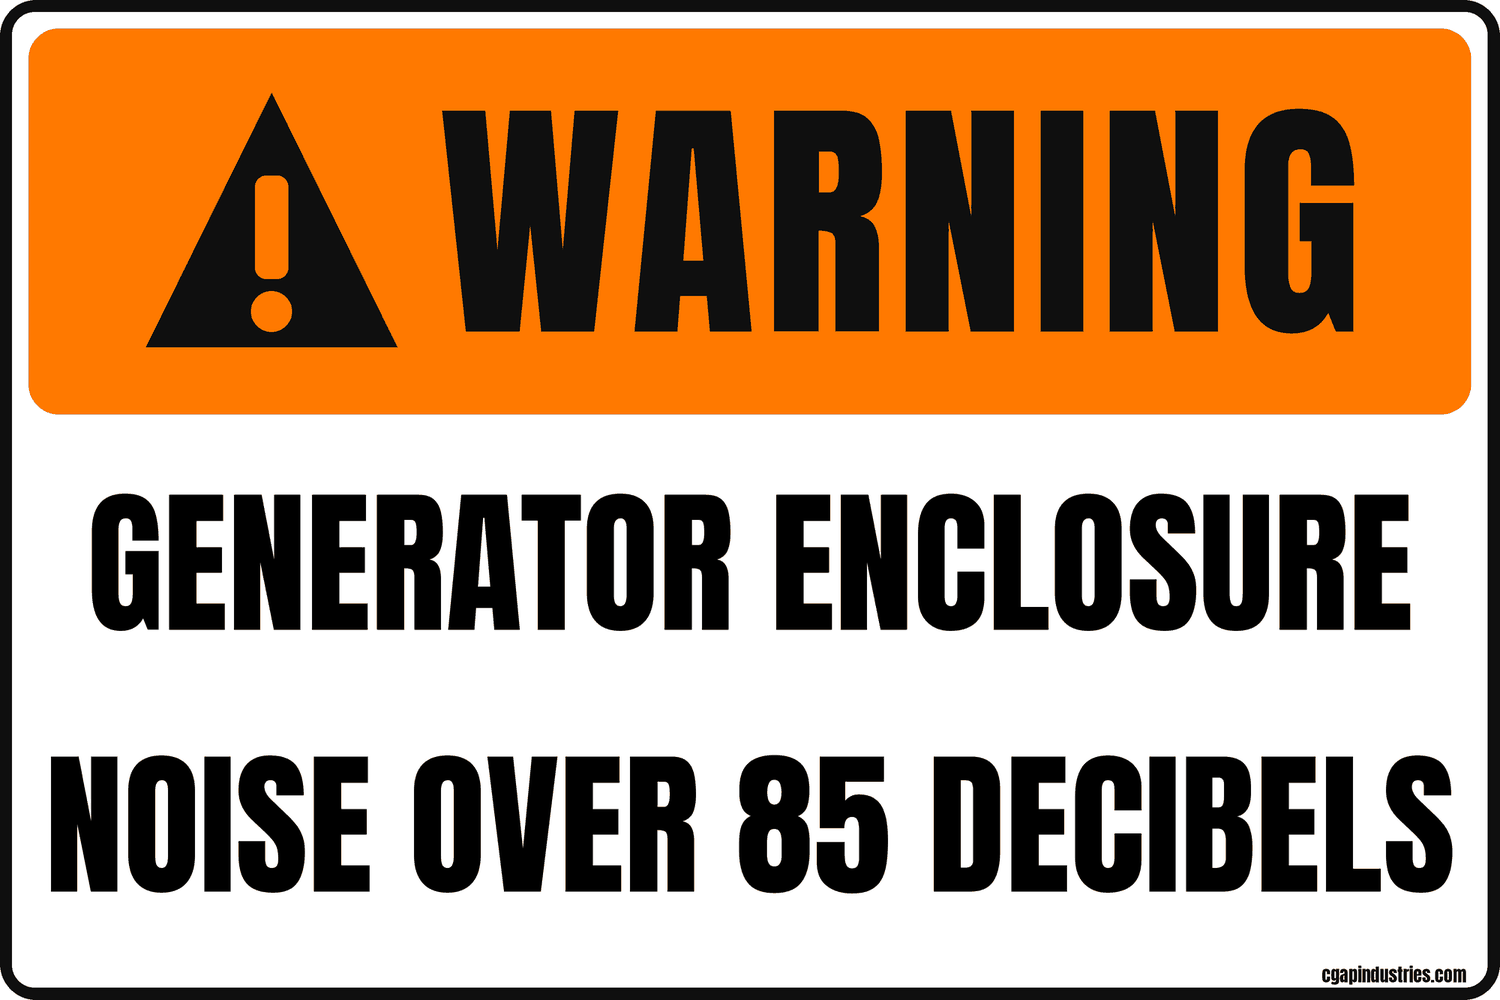 WARNING
GENERATOR ENCLOSURE
NOISE OVER 85 DECIBELS
cgapindustries.com